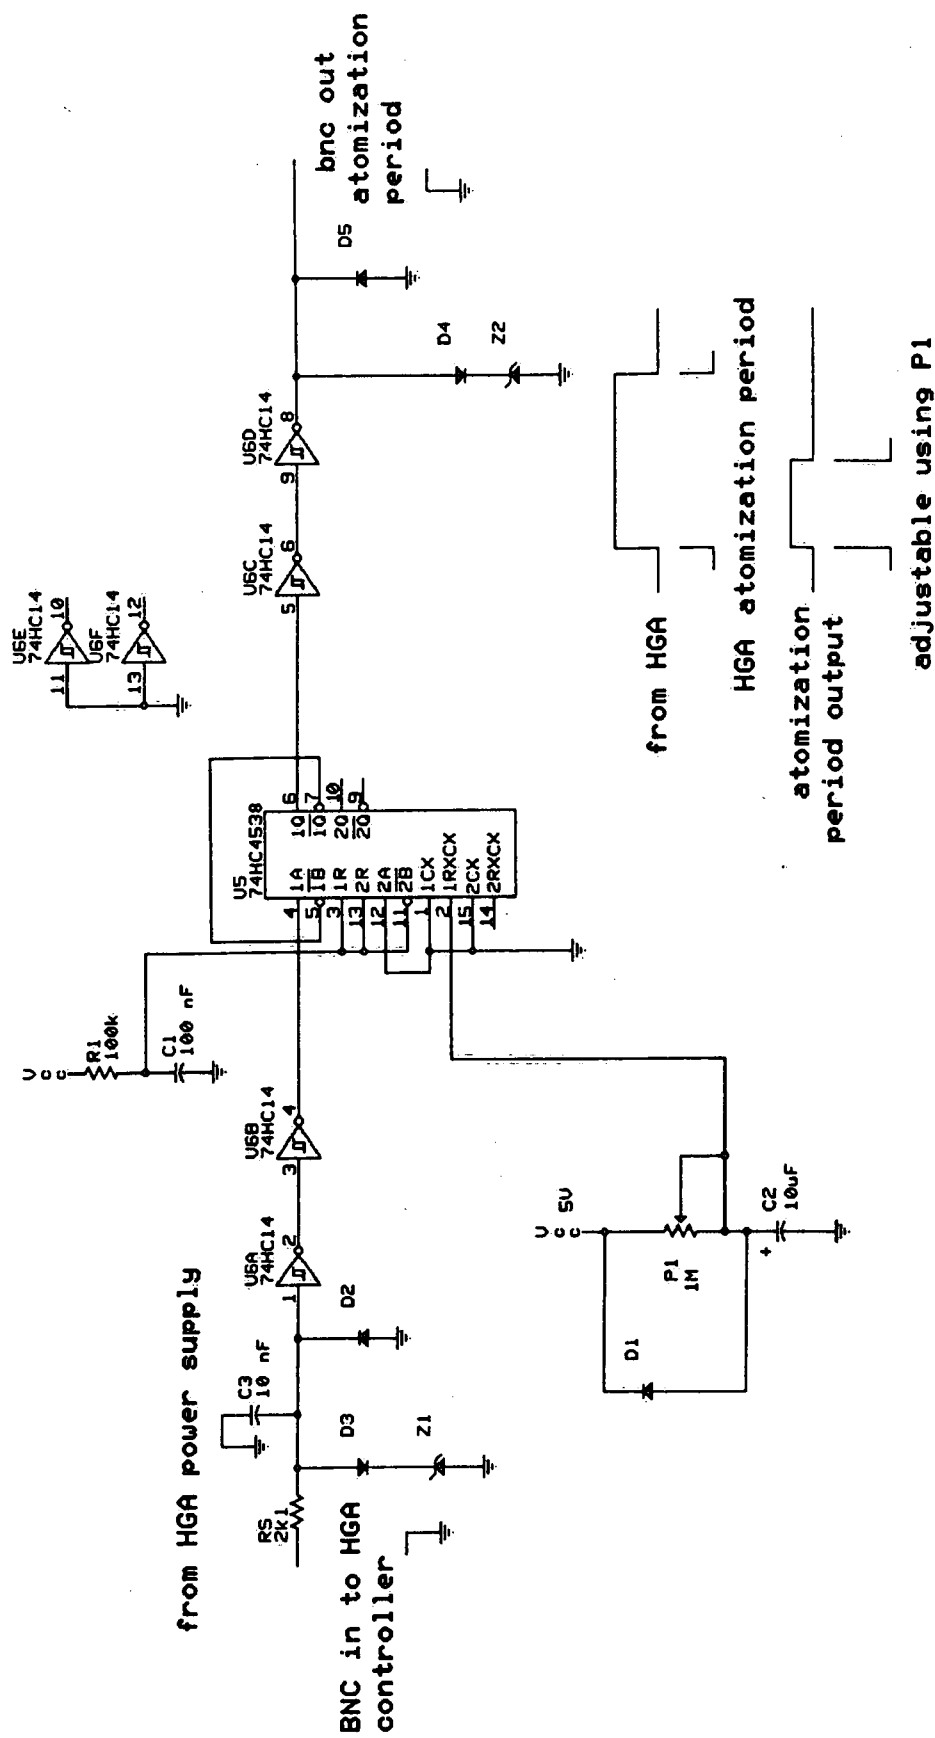 from HGA power supply
BNC in to HGA
controller
RS
2k1
C3
10 nF
D3
Z1
D2
1
U6A
74HC14
2
3
U6B
74HC14
4
Vcc
R1
100k
C1
100 nF
U5
74HC4538
4
5
3
13
12
11
1
2
15
14
1A
1B
1R
2R
2A
2B
1CX
1RXCX
2CX
2RXCX
1Q
1Q
2Q
2Q
6
7
10
9
U6E
74HC14
11
10
U6F
74HC14
13
12
5
U6C
74HC14
6
9
U6D
74HC14
8
D5
D4
Z2
bnc out
atomization
period
Vcc
5V
P1
1M
D1
+
C2
10uF
from HGA
HGA atomization period
atomization
period output
adjustable using P1